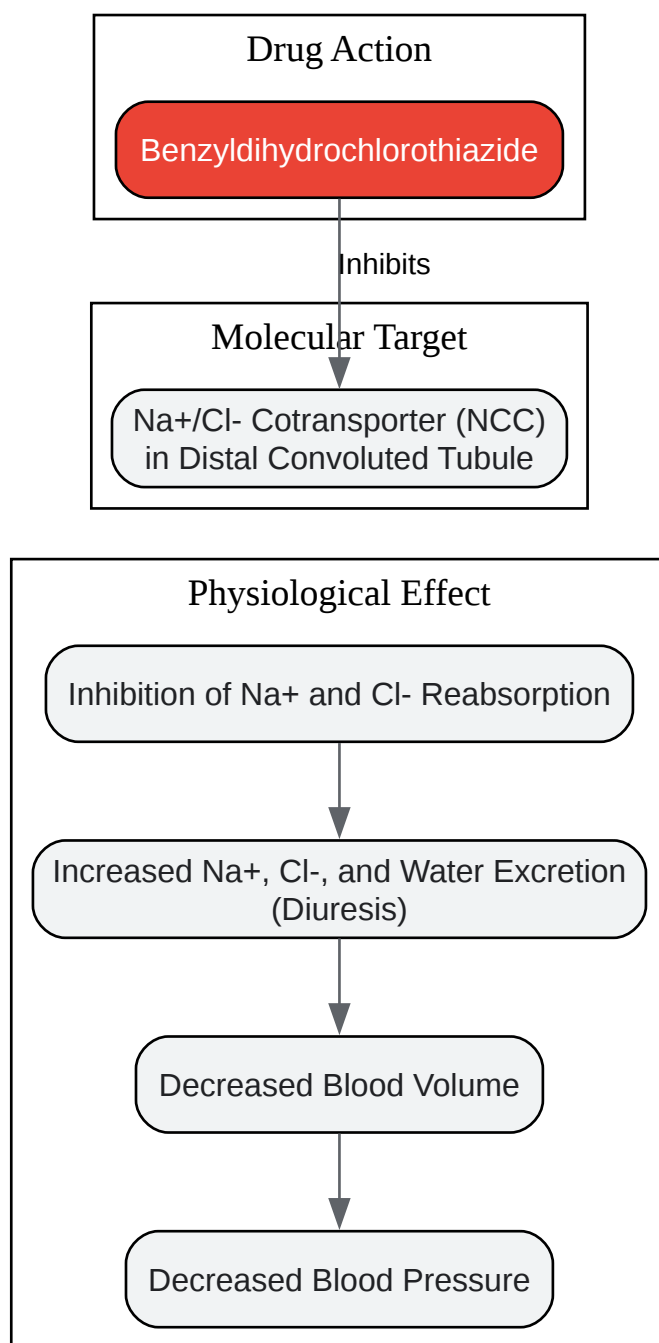 Drug Action
Benzyldihydrochlorothiazide
Inhibits
Molecular Target
Na+/Cl- Cotransporter (NCC)
in Distal Convoluted Tubule
Physiological Effect
Inhibition of Na+ and Cl- Reabsorption
Increased Na+, Cl-, and Water Excretion
(Diuresis)
Decreased Blood Volume
Decreased Blood Pressure